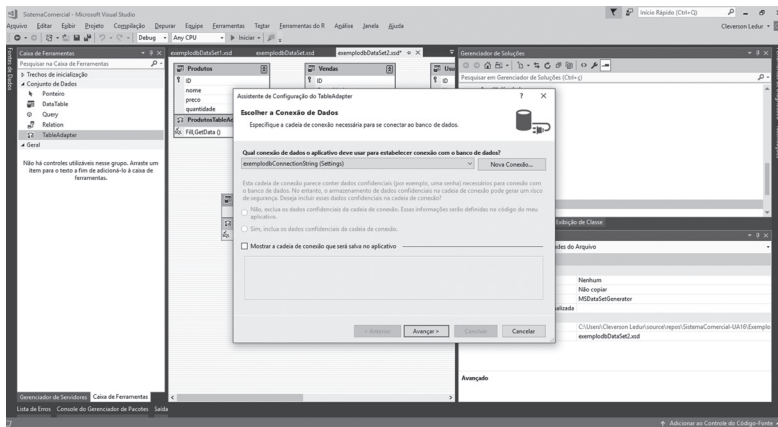 SistemaComercial - Microsoft Visual Studio
Início Rápido (Ctrl+Q)
Arquivo Editar Exibir Projeto Compilação Depurar Equipe Ferramentas Testar Ferramentas do R Análise Janela Ajuda
Cleverson Ledur
Debug Any CPU Iniciar
Fontes de Dados
Caixa de Ferramentas
Pesquisar na Caixa de Ferramentas
Trechos de inicialização
Conjunto de Dados
Ponteiro
DataTable
Query
Relation
TableAdapter
Geral
Não há controles utilizáveis nesse grupo. Arraste um
item para o texto a fim de adicioná-lo à caixa de
ferramentas.
Gerenciador de Servidores Caixa de Ferramentas
exemplodbDataSet1.xsd exemplodbDataSet.xsd exemplodbDataSet2.xsd*
Produtos
ID
nome
preco
quantidade
ProdutosTableAd
Fill,GetData ()
Vendas
ID
ID
Assistente de Configuração do TableAdapter
Escolher a Conexão de Dados
Especifique a cadeia de conexão necessária para se conectar ao banco de dados.
Qual conexão de dados o aplicativo deve usar para estabelecer conexão com o banco de dados?
exemplodbConnectionString (Settings)
Nova Conexão...
Esta cadeia de conexão parece conter dados confidenciais (por exemplo, uma senha) necessários para conexão com
o banco de dados. No entanto, o armazenamento de dados confidenciais na cadeia de conexão pode gerar um risco
de segurança. Deseja incluir esses dados confidenciais na cadeia de conexão?
Não, exclua os dados confidenciais da cadeia de conexão. Essas informações serão definidas no código do meu
aplicativo.
Sim, inclua os dados confidenciais da cadeia de conexão.
Mostrar a cadeia de conexão que será salva no aplicativo
< Anterior Avançar > Concluir Cancelar
Gerenciador de Soluções
Pesquisar em Gerenciador de Soluções (Ctrl+ç)
Exibição de Classe
des do Arquivo
Nenhum
Não copiar
MSDataSetGenerator
alizada
C:\Users\Cleverson Ledur\source\repos\SistemaComercial-UA16\Exemplo
exemplodbDataSet2.xsd
Avançado
Lista de Erros Console do Gerenciador de Pacotes Saída
Adicionar ao Controle do Código-Fonte